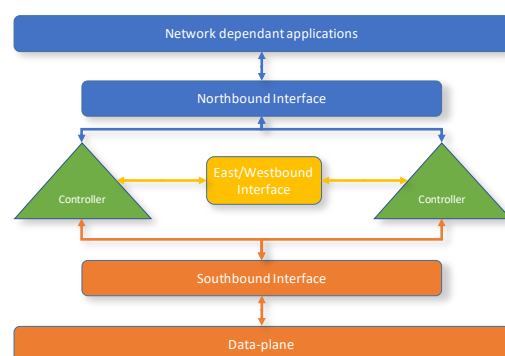 Network dependant applications
Northbound Interface
East/Westbound
Interface
Controller
Controller
Southbound Interface
Data-plane